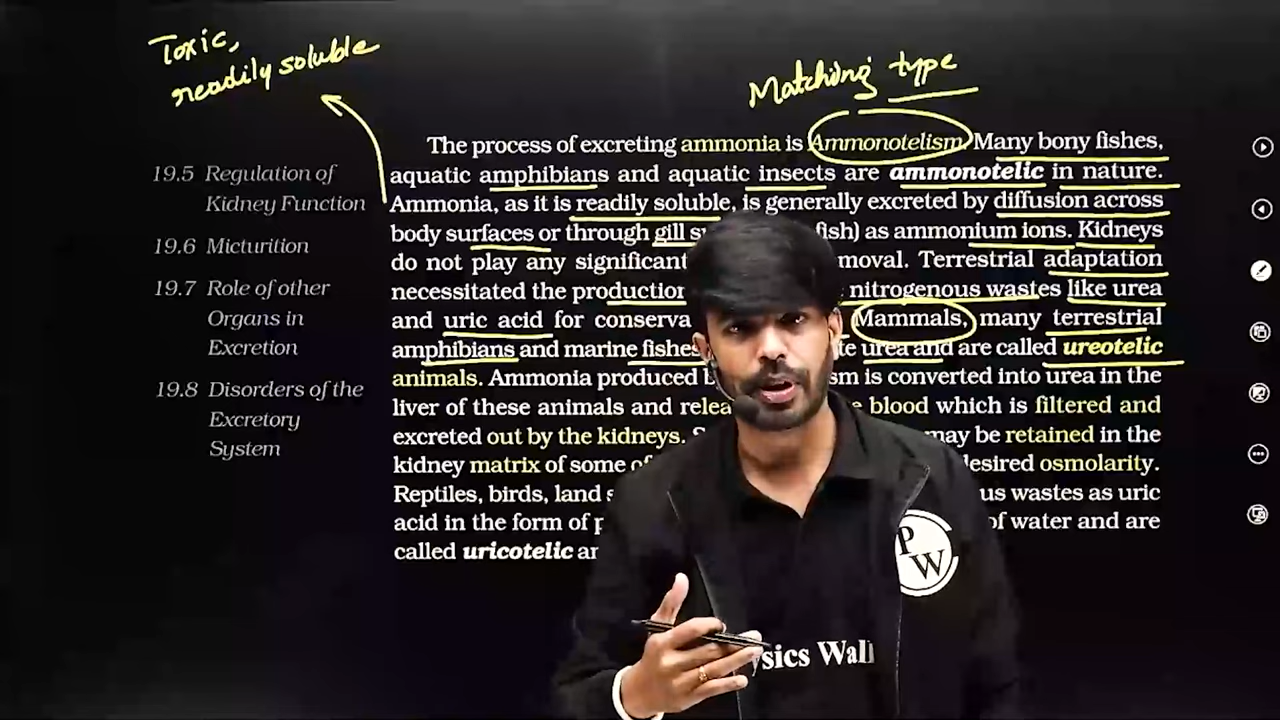 Toxic,
readily soluble
Matching type
19.5 Regulation of
Kidney Function
19.6 Micturition
19.7 Role of other
Organs in
Excretion
19.8 Disorders of the
Excretory
System
The process of excreting ammonia is Ammonotelism. Many bony fishes,
aquatic amphibians and aquatic insects are ammonotelic in nature.
Ammonia, as it is readily soluble, is generally excreted by diffusion across
body surfaces or through gill fish) as ammonium ions. Kidneys
do not play any significant moval. Terrestrial adaptation
necessitated the production nitrogenous wastes like urea
and uric acid for conserva Mammals, many terrestrial
amphibians and marine fishes urea and are called ureotelic
animals. Ammonia produced sm is converted into urea in the
liver of these animals and relea blood which is filtered and
excreted out by the kidneys. may be retained in the
kidney matrix of some of desired osmolarity.
Reptiles, birds, land us wastes as uric
acid in the form of of water and are
called uricotelic
PW
ysics Wall